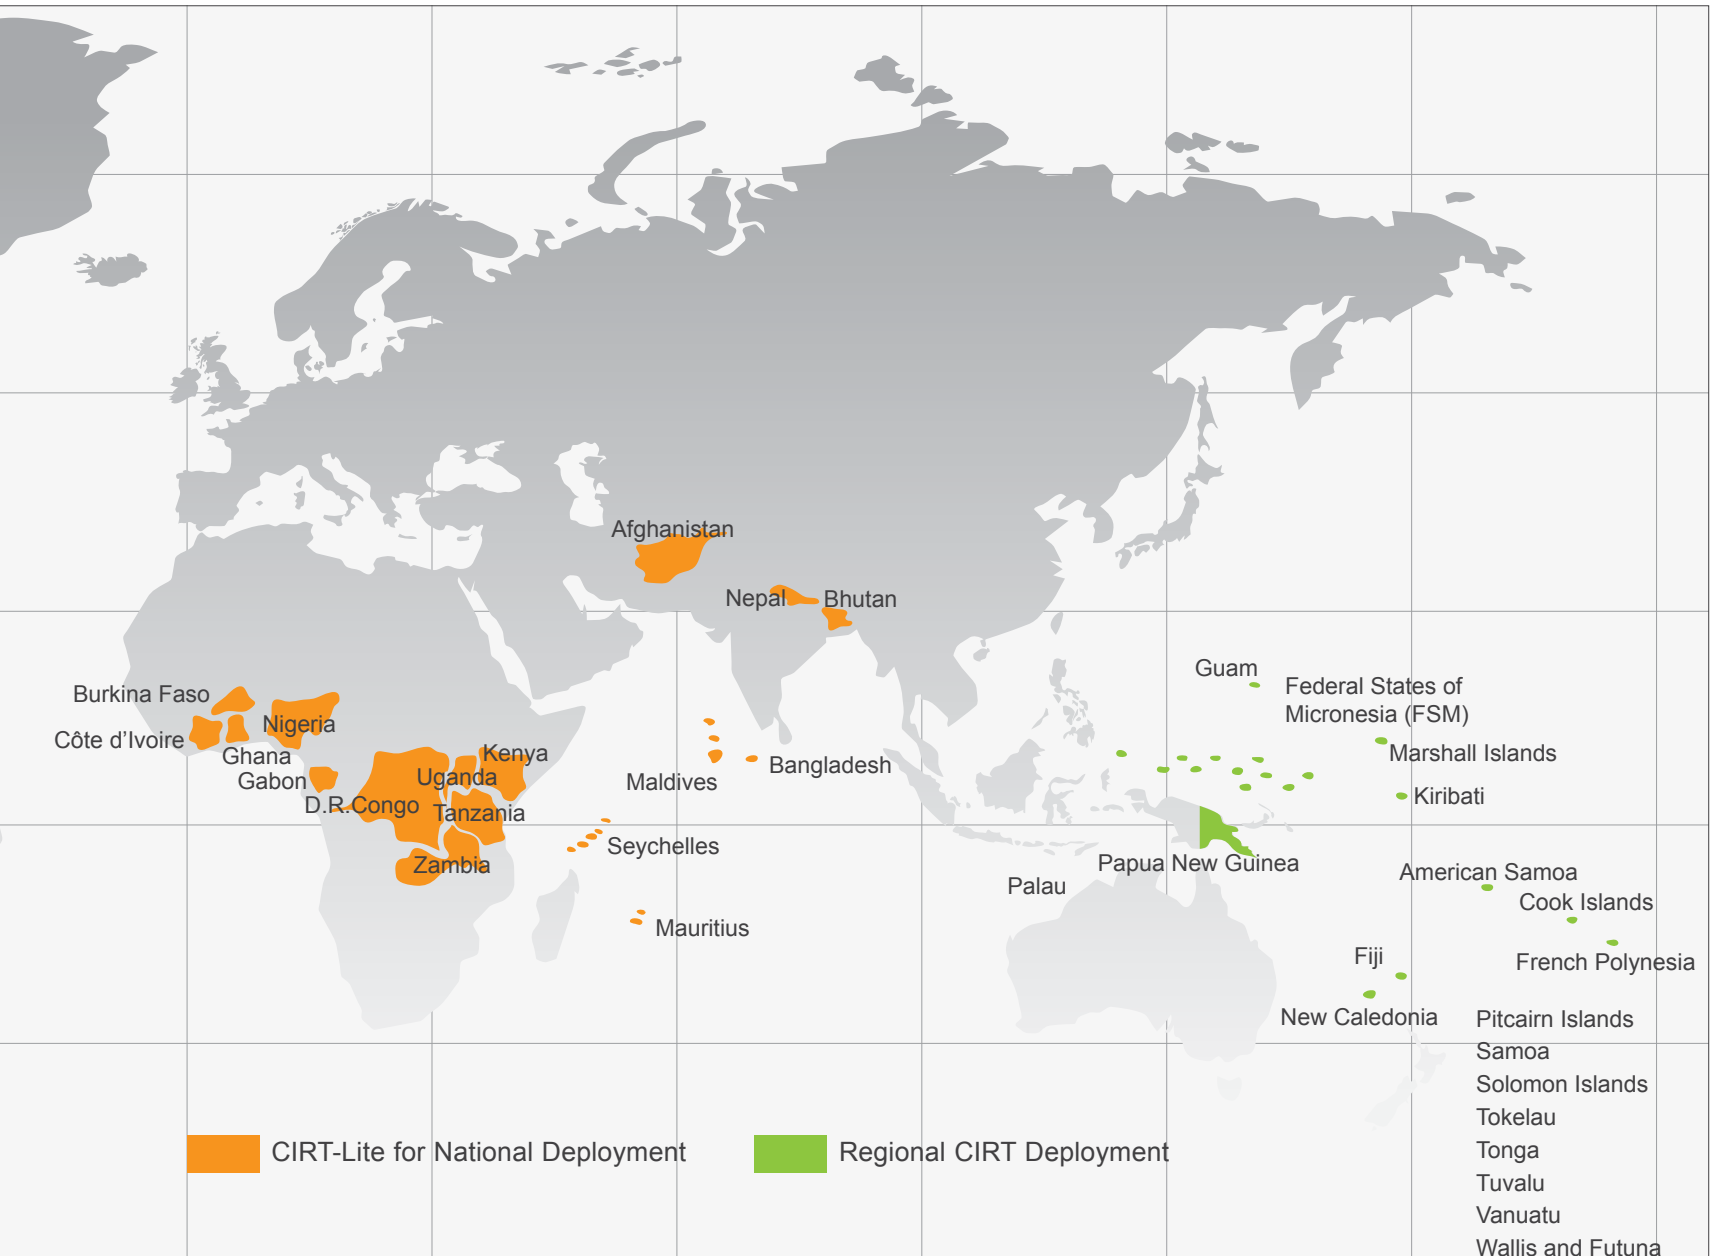 Afghanistan
Nepal
Bhutan
Guam
Federal States of
Micronesia (FSM)
Burkina Faso
Côte d’Ivoire
Nigeria
Ghana
Gabon
D.R.Congo
Uganda
Kenya
Tanzania
Zambia
Maldives
Bangladesh
Seychelles
Mauritius
Marshall Islands
Kiribati
Papua New Guinea
Palau
American Samoa
Cook Islands
French Polynesia
Fiji
New Caledonia
Pitcairn Islands
Samoa
Solomon Islands
Tokelau
Tonga
Tuvalu
Vanuatu
Wallis and Futuna
CIRT-Lite for National Deployment
Regional CIRT Deployment